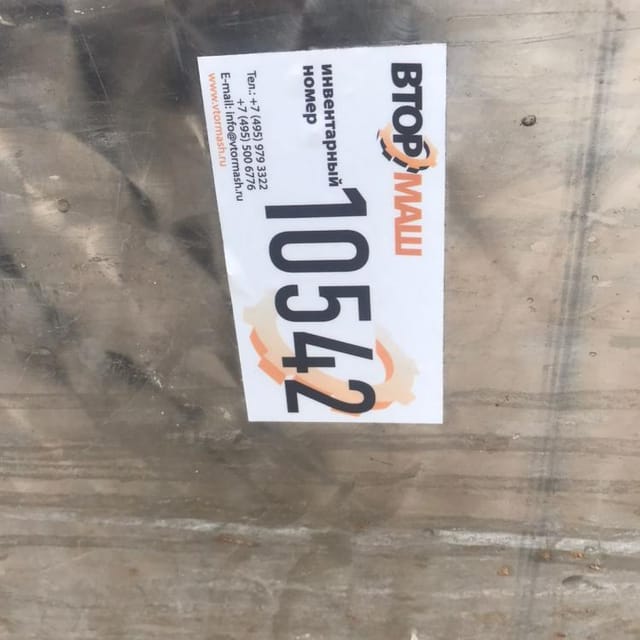 ВТОРМАШ
инвентарный
номер
10542
Тел.: +7 (495) 979 3322
+7 (495) 500 6776
E-mail: info@vtormash.ru
www.vtormash.ru